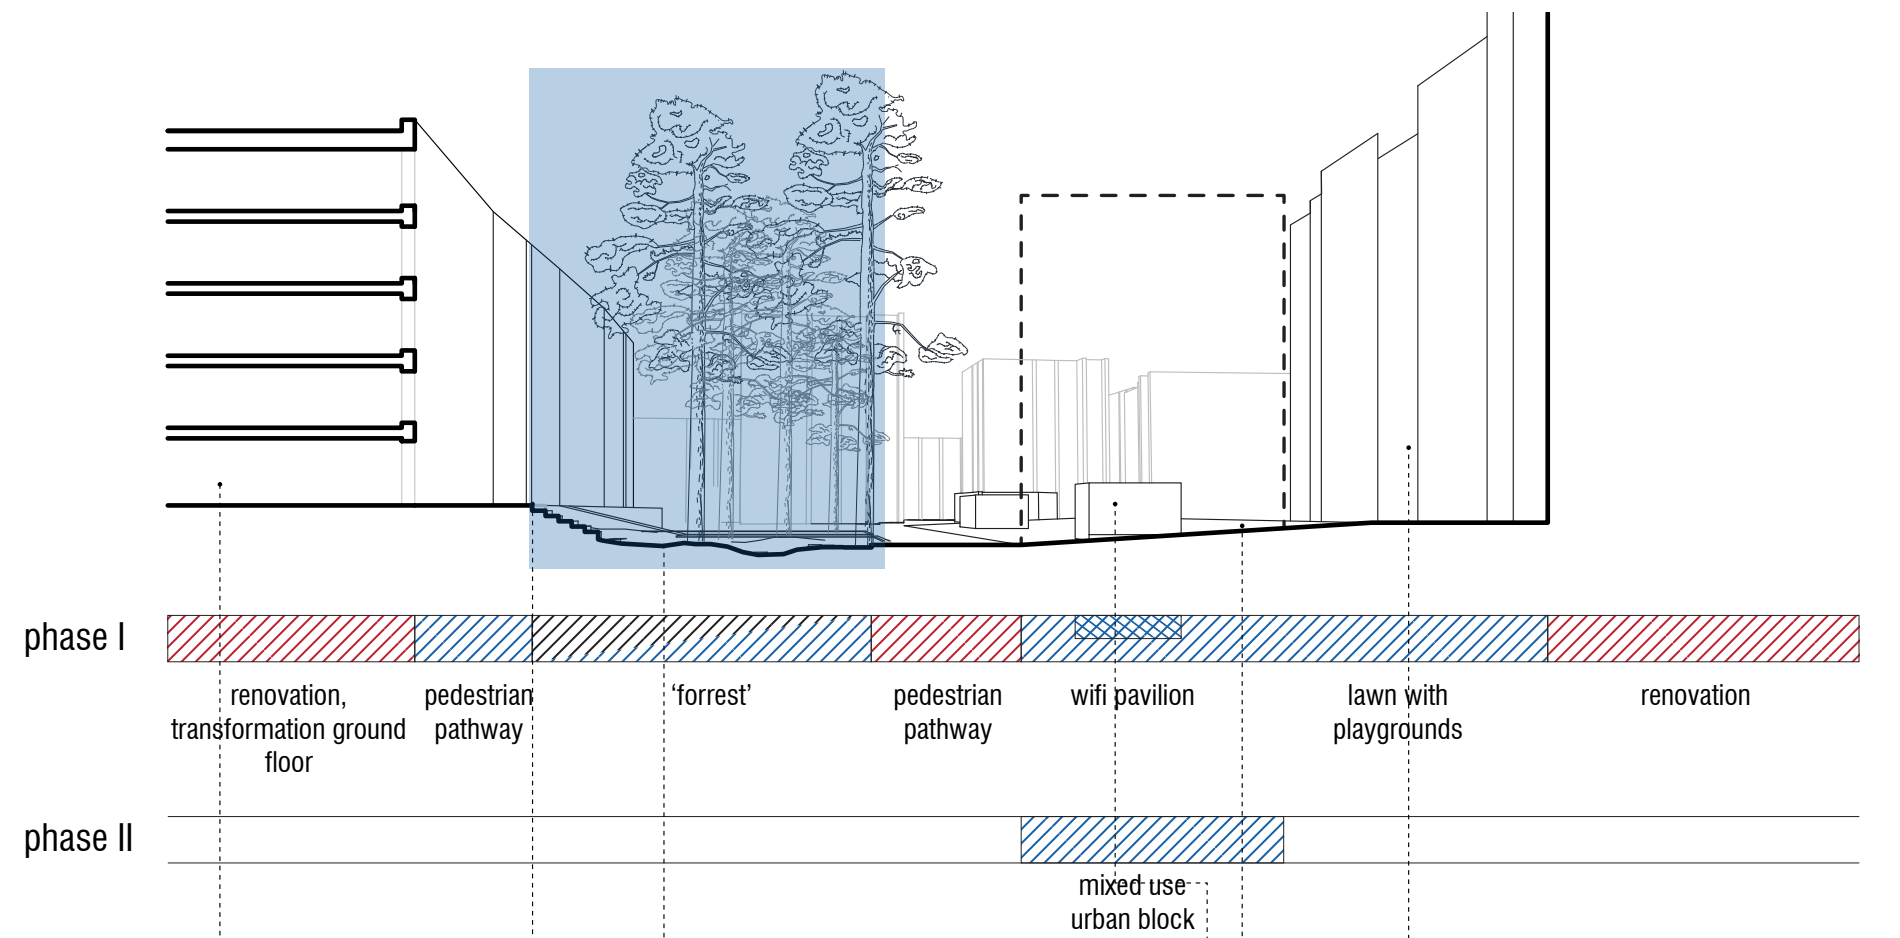 phase I
renovation,
transformation ground
floor
pedestrian
pathway
‘forrest’
pedestrian
pathway
wifi pavilion
lawn with
playgrounds
renovation
phase II
mixed use
urban block